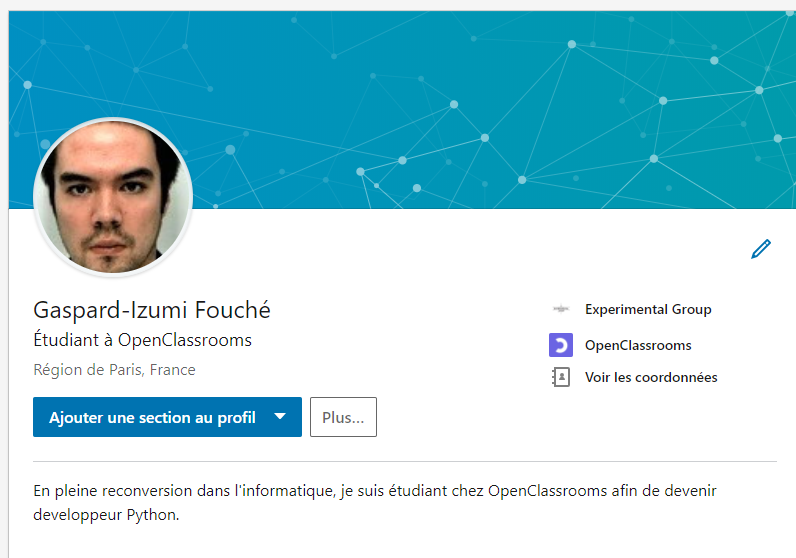 Gaspard-Izumi Fouché
Étudiant à OpenClassrooms
Région de Paris, France
Ajouter une section au profil
Plus...
Experimental Group
OpenClassrooms
Voir les coordonnées
En pleine reconversion dans l'informatique, je suis étudiant chez OpenClassrooms afin de devenir
developpeur Python.